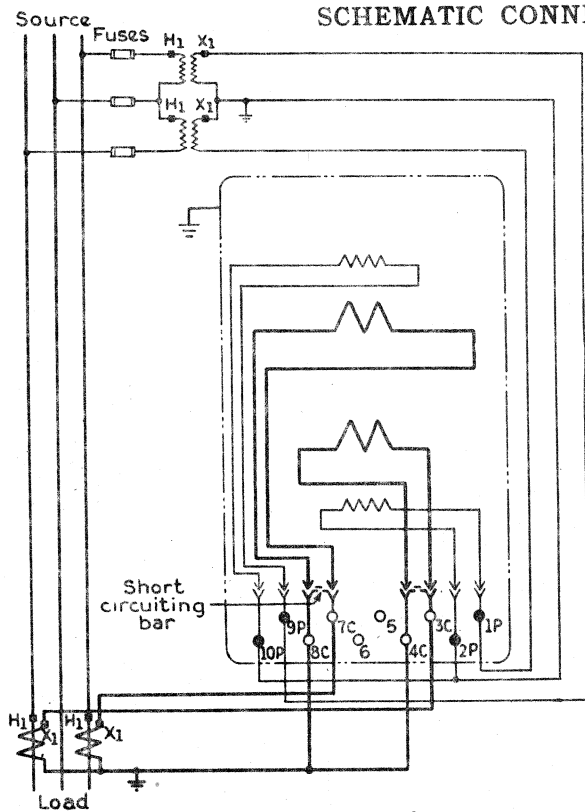 SCHEMATIC CONNE
Source
Fuses
H1
X1
H1
X1
Short
circuiting
bar
10P
9P
8C
7C
6
5
4C
3C
2P
1P
H1
X1
H1
X1
Load